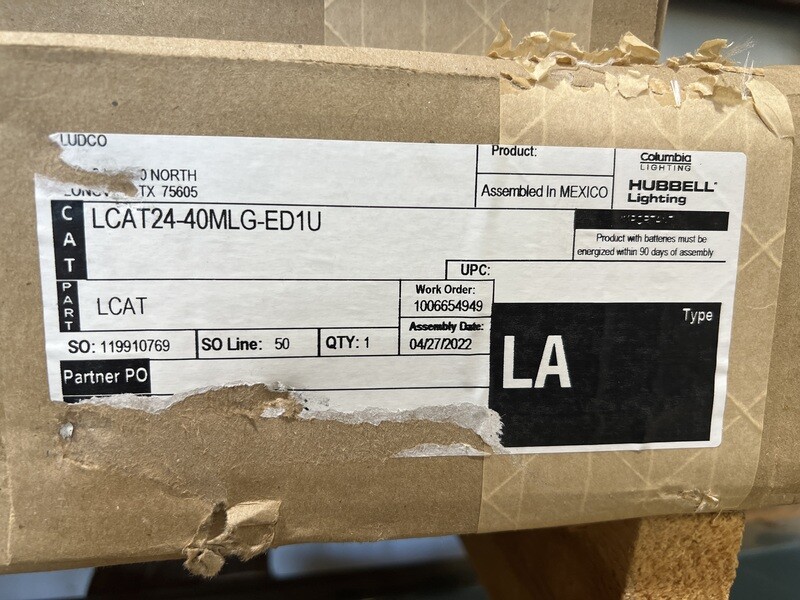 LUDCO
0 NORTH
TX 75605
Product:
Assembled In MEXICO
Columbia
LIGHTING
HUBBELL
Lighting
CAT
LCAT24-40MLG-ED1U
IMPORTANT
Product with batteries must be
energized within 90 days of assembly
UPC:
PART
LCAT
Work Order:
1006654949
Assembly Date:
04/27/2022
SO: 119910769
SO Line: 50
QTY: 1
Partner PO
Type
LA